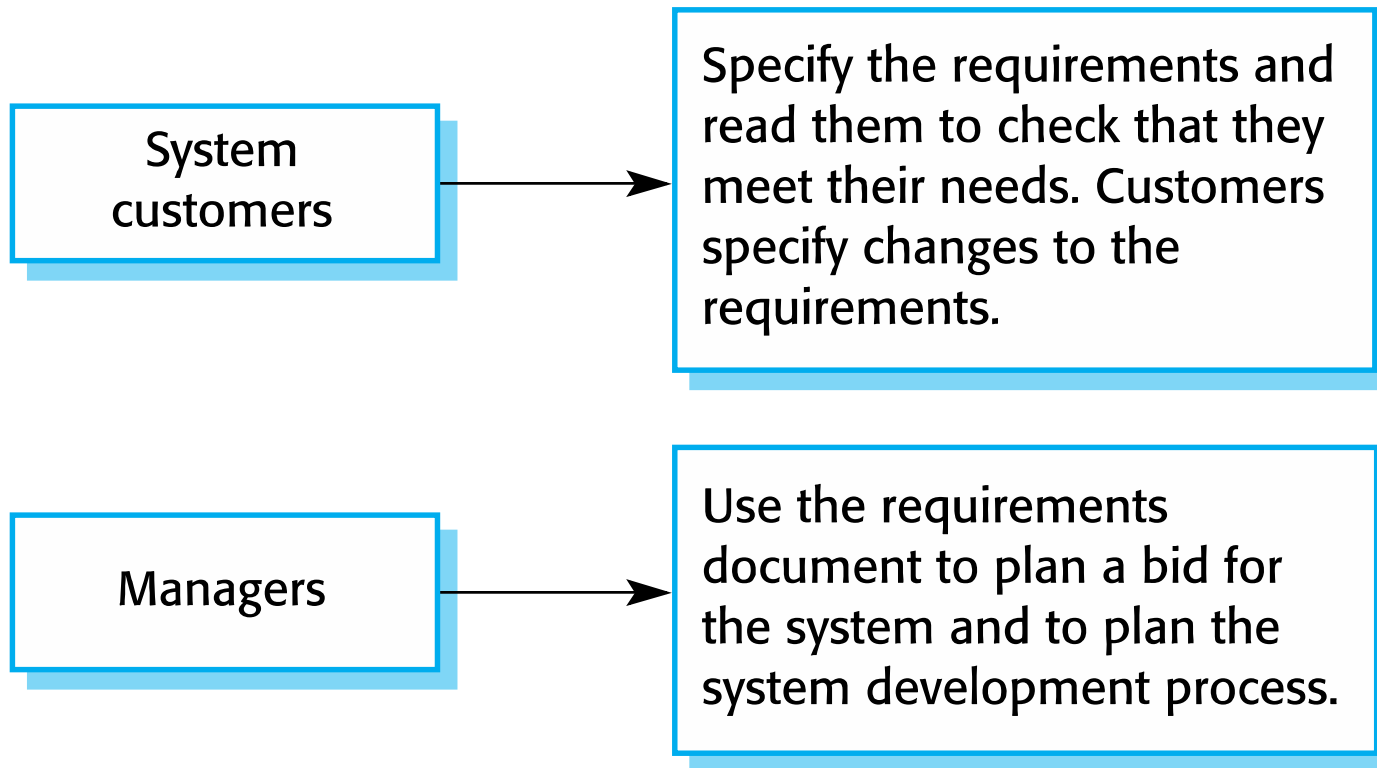 System
customers
Specify the requirements and
read them to check that they
meet their needs. Customers
specify changes to the
requirements.
Managers
Use the requirements
document to plan a bid for
the system and to plan the
system development process.